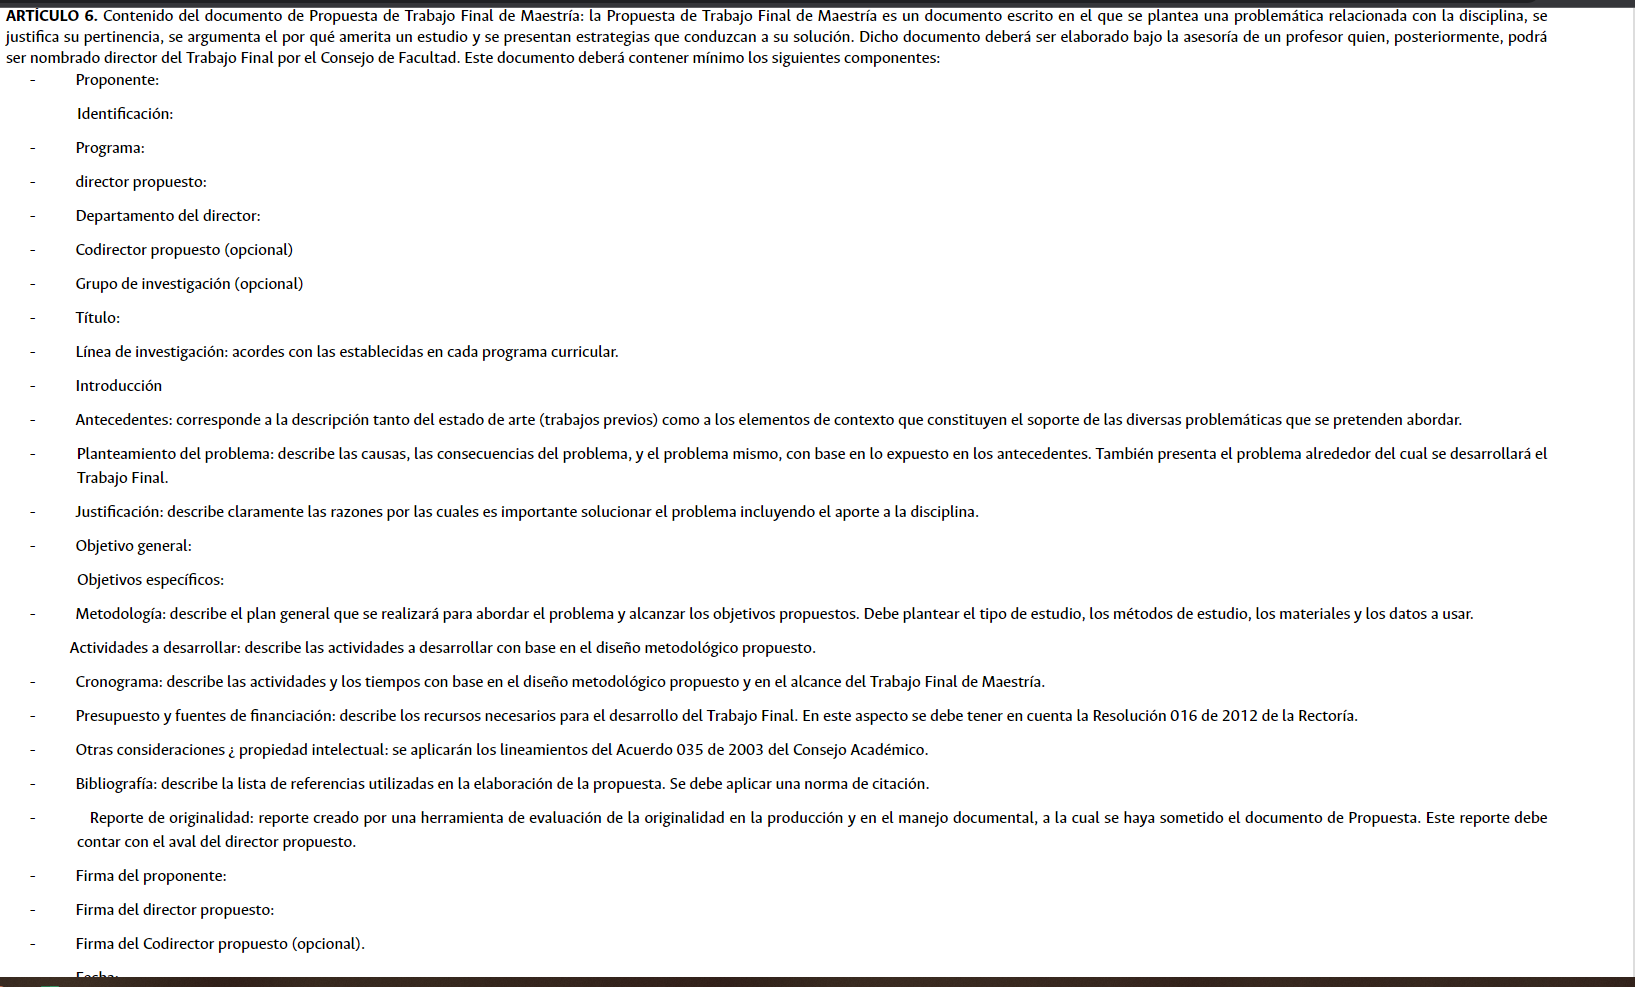 ARTÍCULO 6. Contenido del documento de Propuesta de Trabajo Final de Maestría: la Propuesta de Trabajo Final de Maestría es un documento escrito en el que se plantea una problemática relacionada con la disciplina, se
justifica su pertinencia, se argumenta el por qué amerita un estudio y se presentan estrategias que conduzcan a su solución. Dicho documento deberá ser elaborado bajo la asesoría de un profesor quien, posteriormente, podrá
ser nombrado director del Trabajo Final por el Consejo de Facultad. Este documento deberá contener mínimo los siguientes componentes:
- Proponente:
Identificación:
- Programa:
- director propuesto:
- Departamento del director:
- Codirector propuesto (opcional)
- Grupo de investigación (opcional)
- Título:
- Línea de investigación: acordes con las establecidas en cada programa curricular.
- Introducción
- Antecedentes: corresponde a la descripción tanto del estado de arte (trabajos previos) como a los elementos de contexto que constituyen el soporte de las diversas problemáticas que se pretenden abordar.
- Planteamiento del problema: describe las causas, las consecuencias del problema, y el problema mismo, con base en lo expuesto en los antecedentes. También presenta el problema alrededor del cual se desarrollará el
Trabajo Final.
- Justificación: describe claramente las razones por las cuales es importante solucionar el problema incluyendo el aporte a la disciplina.
- Objetivo general:
Objetivos específicos:
- Metodología: describe el plan general que se realizará para abordar el problema y alcanzar los objetivos propuestos. Debe plantear el tipo de estudio, los métodos de estudio, los materiales y los datos a usar.
Actividades a desarrollar: describe las actividades a desarrollar con base en el diseño metodológico propuesto.
- Cronograma: describe las actividades y los tiempos con base en el diseño metodológico propuesto y en el alcance del Trabajo Final de Maestría.
- Presupuesto y fuentes de financiación: describe los recursos necesarios para el desarrollo del Trabajo Final. En este aspecto se debe tener en cuenta la Resolución 016 de 2012 de la Rectoría.
- Otras consideraciones ¿ propiedad intelectual: se aplicarán los lineamientos del Acuerdo 035 de 2003 del Consejo Académico.
- Bibliografía: describe la lista de referencias utilizadas en la elaboración de la propuesta. Se debe aplicar una norma de citación.
- Reporte de originalidad: reporte creado por una herramienta de evaluación de la originalidad en la producción y en el manejo documental, a la cual se haya sometido el documento de Propuesta. Este reporte debe
contar con el aval del director propuesto.
- Firma del proponente:
- Firma del director propuesto:
- Firma del Codirector propuesto (opcional).
Fecha: